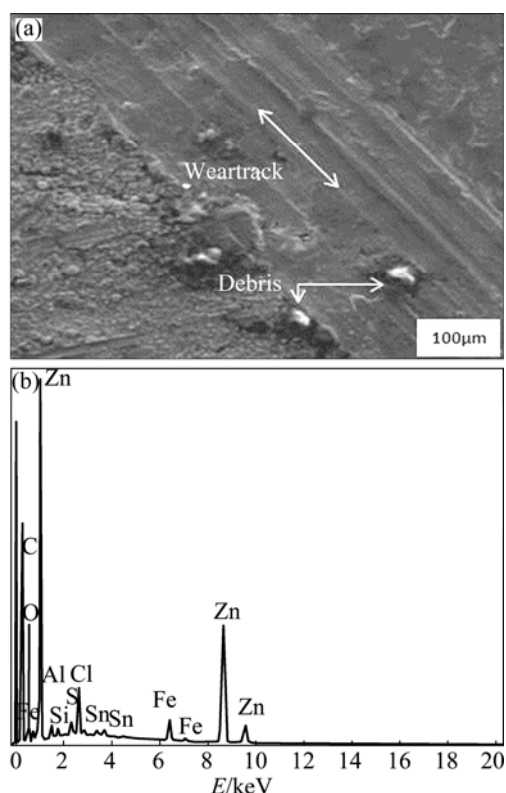 (a)
Weartrack
Debris
100μm
(b)
Zn
C
O
Zn
Al
S
Cl
Fe
Si
Sn
Sn
Fe
Fe
Zn
0 2 4 6 8 10 12 14 16 18 20
E/keV